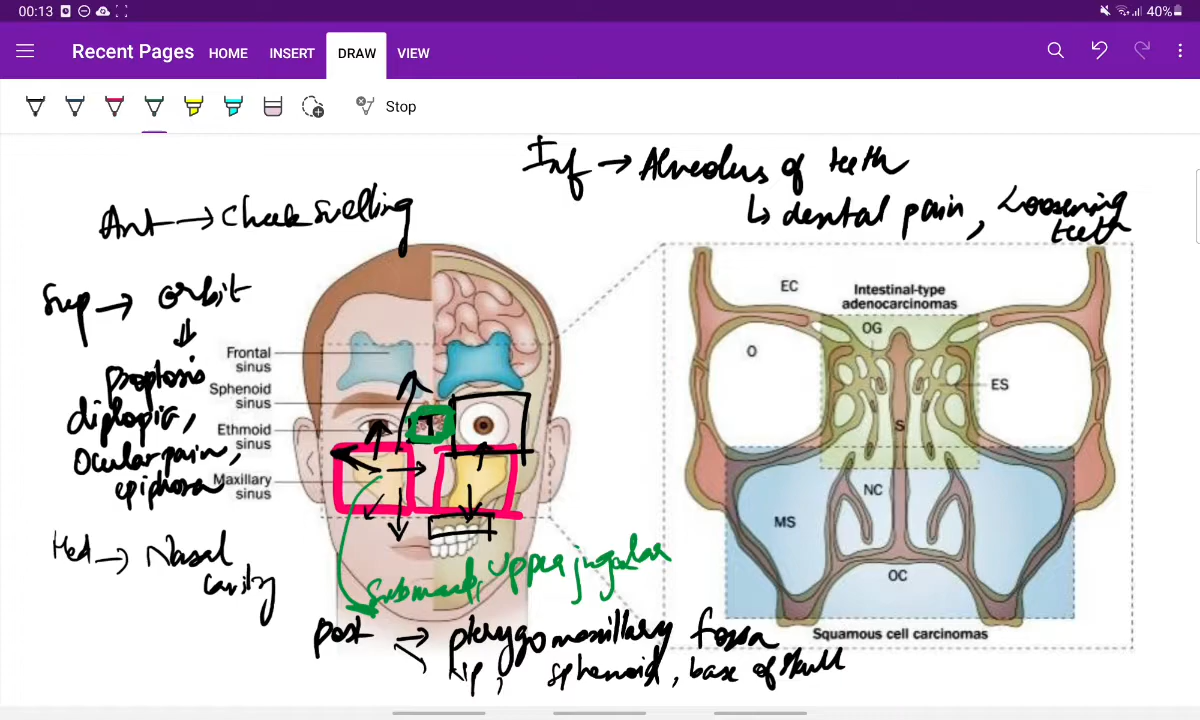 00:13
40%
Recent Pages HOME INSERT DRAW VIEW
Stop
Inf → Alveolus of teeth
↳ dental pain, Loosening
teeth
Ant → Cheek Swelling
Sup → orbit
⇓
Proptosis
diplopia,
Ocular pain,
epiphora
Med → Nasal
cavity
Frontal
sinus
Sphenoid
sinus
Ethmoid
sinus
Maxillary
sinus
Submand, Upper jugular
Post → pterygomaxillary fossa
sphenoid, base of skull
EC
Intestinal-type
adenocarcinomas
OG
O
ES
S
NC
MS
OC
Squamous cell carcinomas